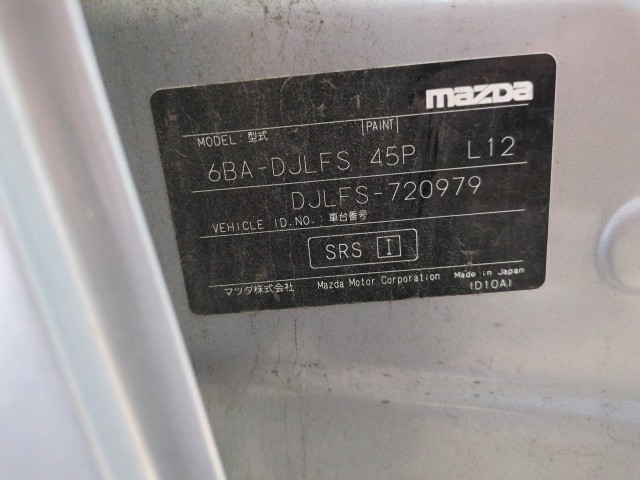 mazda
MODEL: 型式 PAINT
6BA-DJLFS 45P L12
DJLFS-720979
VEHICLE ID.NO.: 車台番号
SRS I
マツダ株式会社 Mazda Motor Corporation Made in Japan
(D10A)